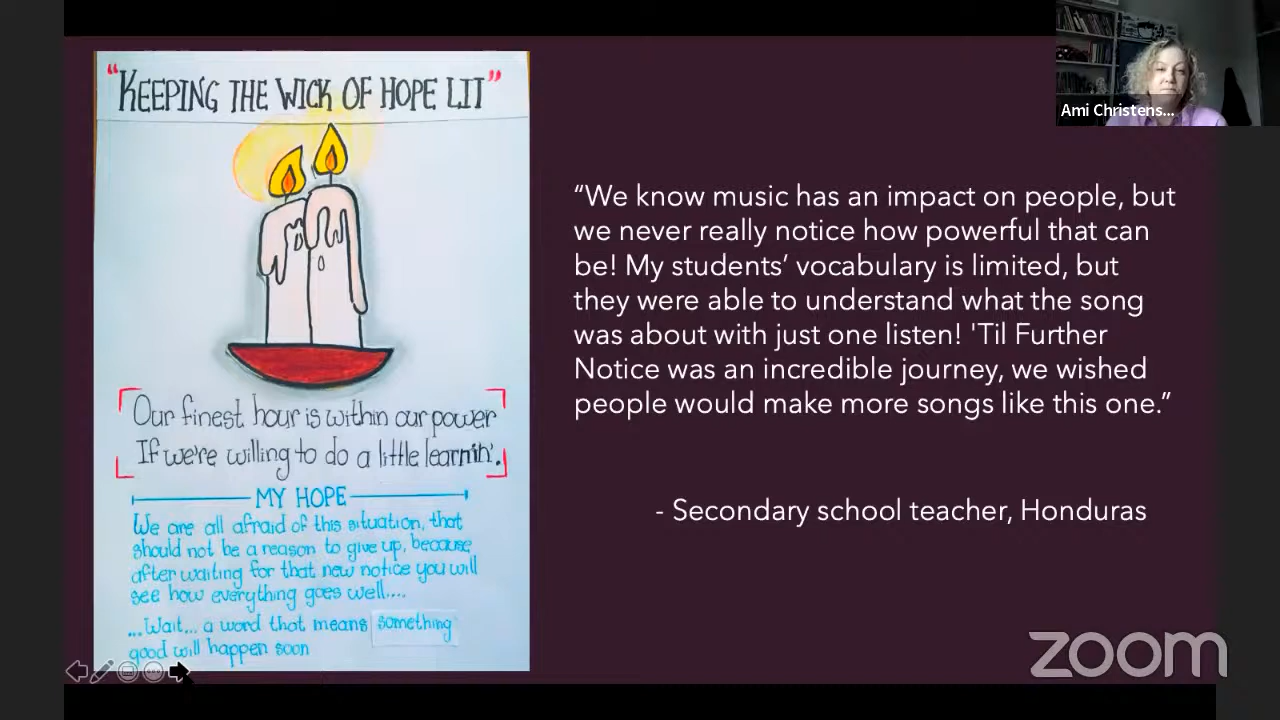 "KEEPING THE WICK OF HOPE LIT"
Our finest hour is within our power
If we're willing to do a little learnin'.
MY HOPE
We are all afraid of this situation, that
should not be a reason to give up, because
after waiting for that new notice you will
see how everything goes well....
...Wait... a word that means something
good will happen soon
“We know music has an impact on people, but
we never really notice how powerful that can
be! My students’ vocabulary is limited, but
they were able to understand what the song
was about with just one listen! 'Til Further
Notice was an incredible journey, we wished
people would make more songs like this one.”
- Secondary school teacher, Honduras
Ami Christens...
zoom